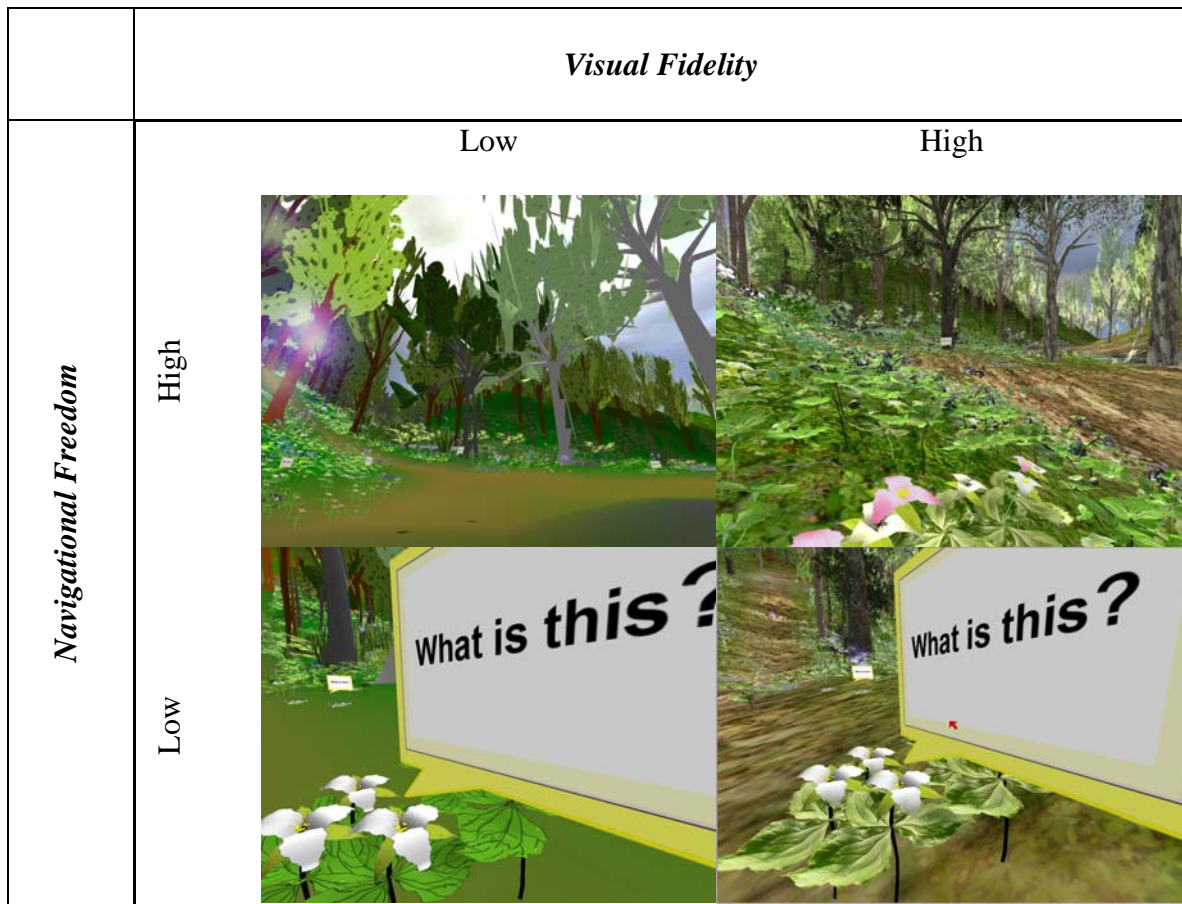 Visual Fidelity
Low High
Navigational Freedom
High
Low
What is this?
What is this?